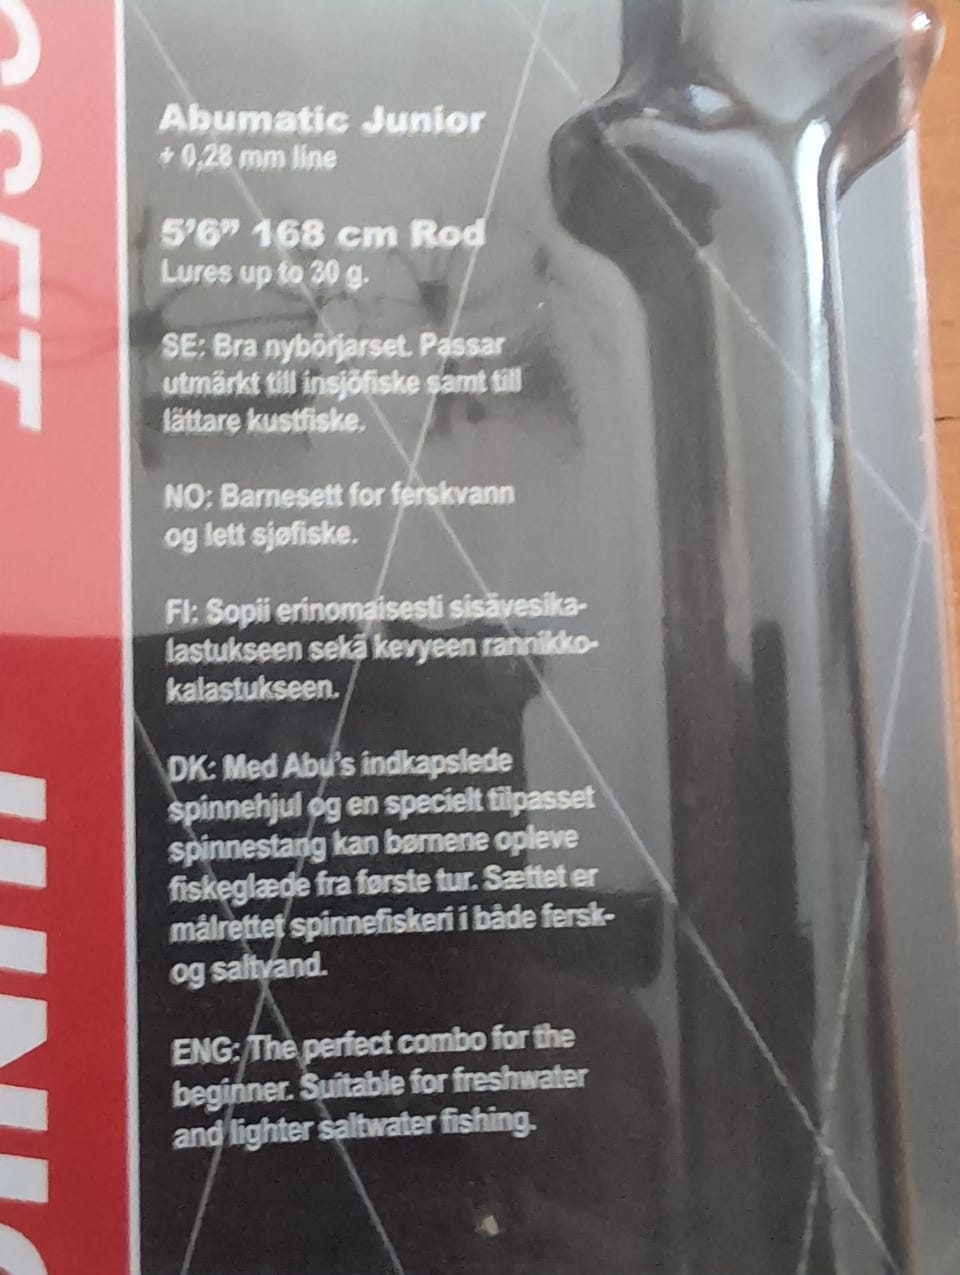 Abumatic Junior
+ 0,28 mm line
5'6” 168 cm Rod
Lures up to 30 g.
SE: Bra nybörjarset. Passar
utmärkt till insjöfiske samt till
lättare kustfiske.
NO: Barnesett for ferskvann
og lett sjøfiske.
FI: Sopii erinomaisesti sisävesika-
lastukseen sekä kevyeen rannikko-
kalastukseen.
DK: Med Abu's indkapslede
spinnehjul og en specielt tilpasset
spinnestang kan børnene opleve
fiskeglæde fra første tur. Sættet er
målrettet spinnefiskeri i både fersk-
og saltvand.
ENG: The perfect combo for the
beginner. Suitable for freshwater
and lighter saltwater fishing.